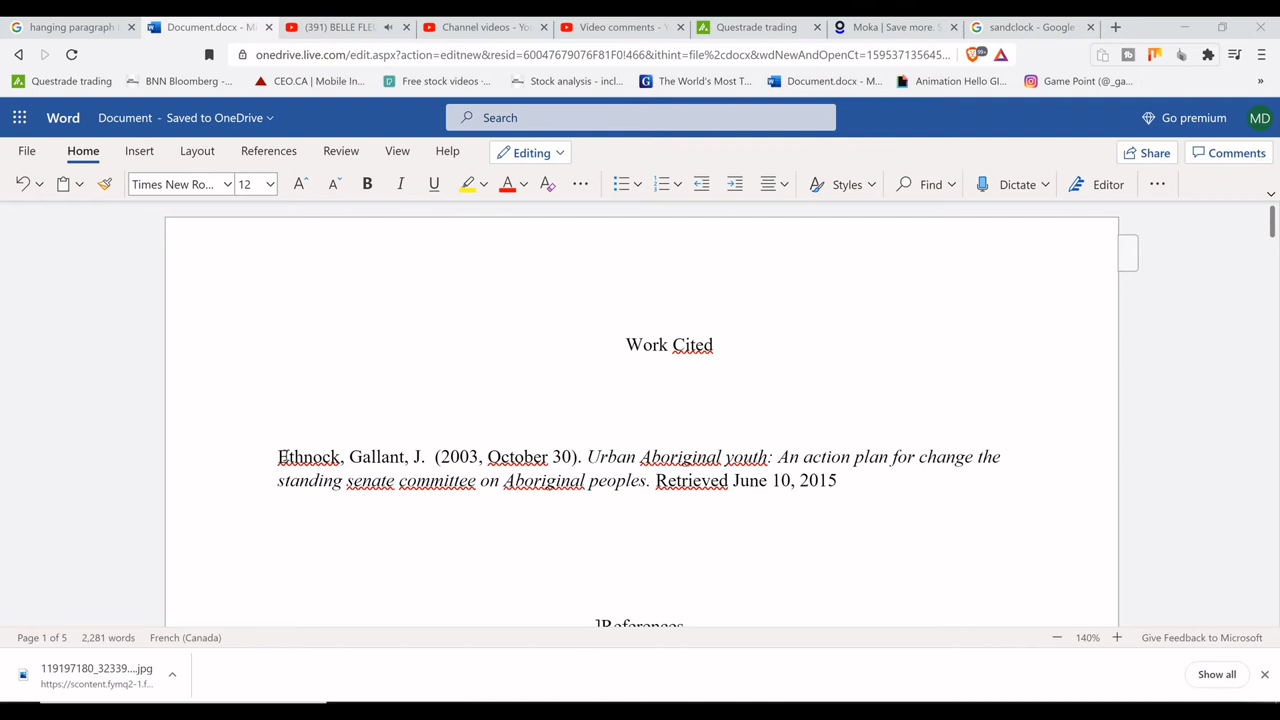 hanging paragraph
Document.docx - Mi
(391) BELLE FLE
Channel videos - You
Video comments - Y
Questrade trading
Moka | Save more. S
sandclock - Google
onedrive.live.com/edit.aspx?action=editnew&resid=60047679076F81F0!466&ithint=file%2cdocx&wdNewAndOpenCt=159537135645...
99+
Questrade trading
BNN Bloomberg -...
CEO.CA | Mobile In...
Free stock videos -...
Stock analysis - incl...
The World's Most T...
Document.docx - M...
Animation Hello GI...
Game Point (@_ga...
»
Word
Document - Saved to OneDrive
Search
Go premium
MD
File
Home
Insert
Layout
References
Review
View
Help
Editing
Share
Comments
Times New Ro...
12
A
A
B
I
U
A
A
Styles
Find
Dictate
Editor
Work Cited
Ethnock, Gallant, J. (2003, October 30). Urban Aboriginal youth: An action plan for change the
standing senate committee on Aboriginal peoples. Retrieved June 10, 2015
]References
Page 1 of 5
2,281 words
French (Canada)
140%
Give Feedback to Microsoft
119197180_32339....jpg
https://scontent.fymq2-1.f...
Show all